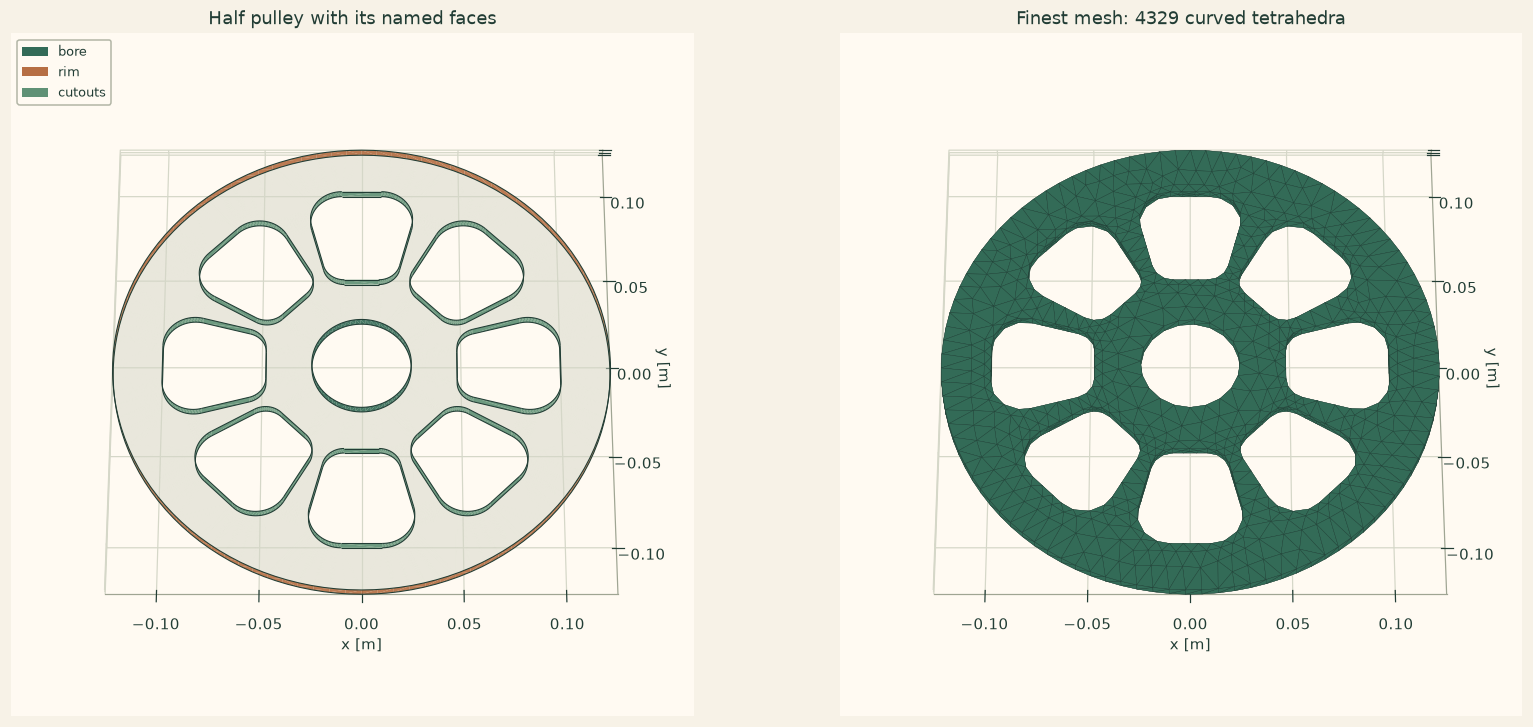 Half pulley with its named faces
bore
rim
cutouts
0.10
0.05
0.00
−0.05
−0.10
y [m]
−0.10 −0.05 0.00 0.05 0.10
x [m]
Finest mesh: 4329 curved tetrahedra
0.10
0.05
0.00
−0.05
−0.10
y [m]
−0.10 −0.05 0.00 0.05 0.10
x [m]